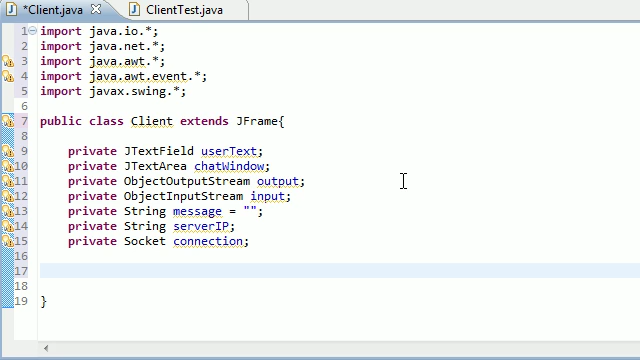 *Client.java ClientTest.java
1 import java.io.*;
2 import java.net.*;
3 import java.awt.*;
4 import java.awt.event.*;
5 import javax.swing.*;
6
7 public class Client extends JFrame{
8
9 private JTextField userText;
10 private JTextArea chatWindow;
11 private ObjectOutputStream output;
12 private ObjectInputStream input;
13 private String message = "";
14 private String serverIP;
15 private Socket connection;
16
17
18
19 }